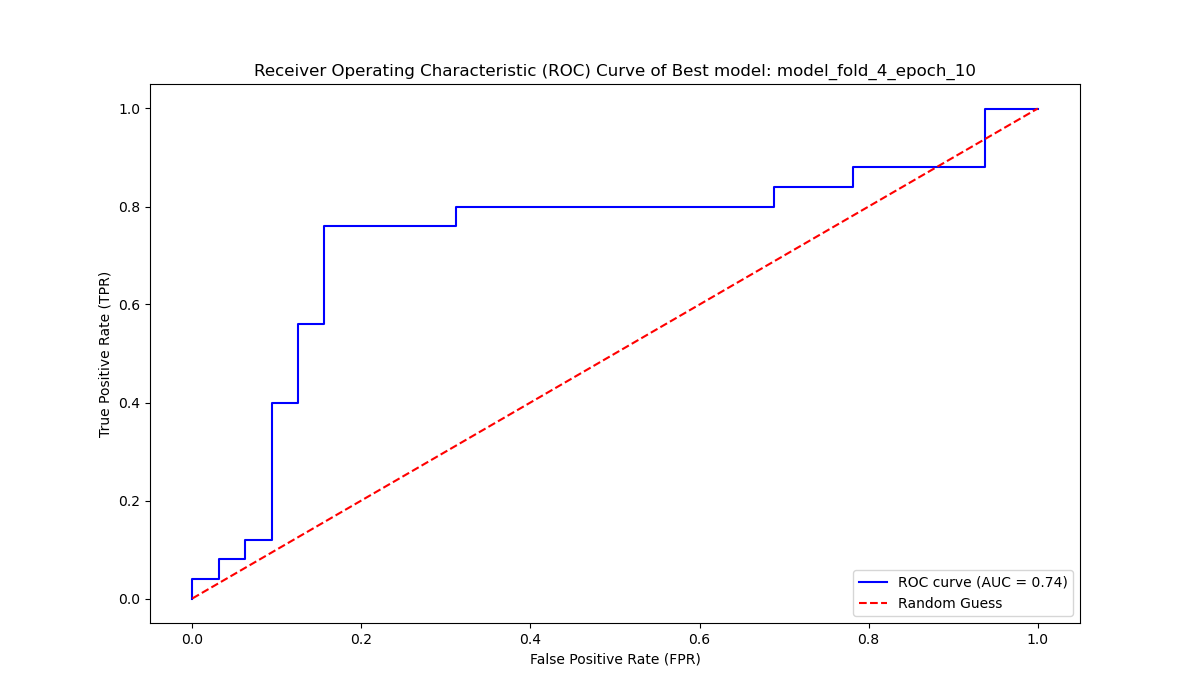 Receiver Operating Characteristic (ROC) Curve of Best model: model_fold_4_epoch_10
1.0
0.8
0.6
0.4
0.2
0.0
True Positive Rate (TPR)
ROC curve (AUC = 0.74)
Random Guess
0.0 0.2 0.4 0.6 0.8 1.0
False Positive Rate (FPR)